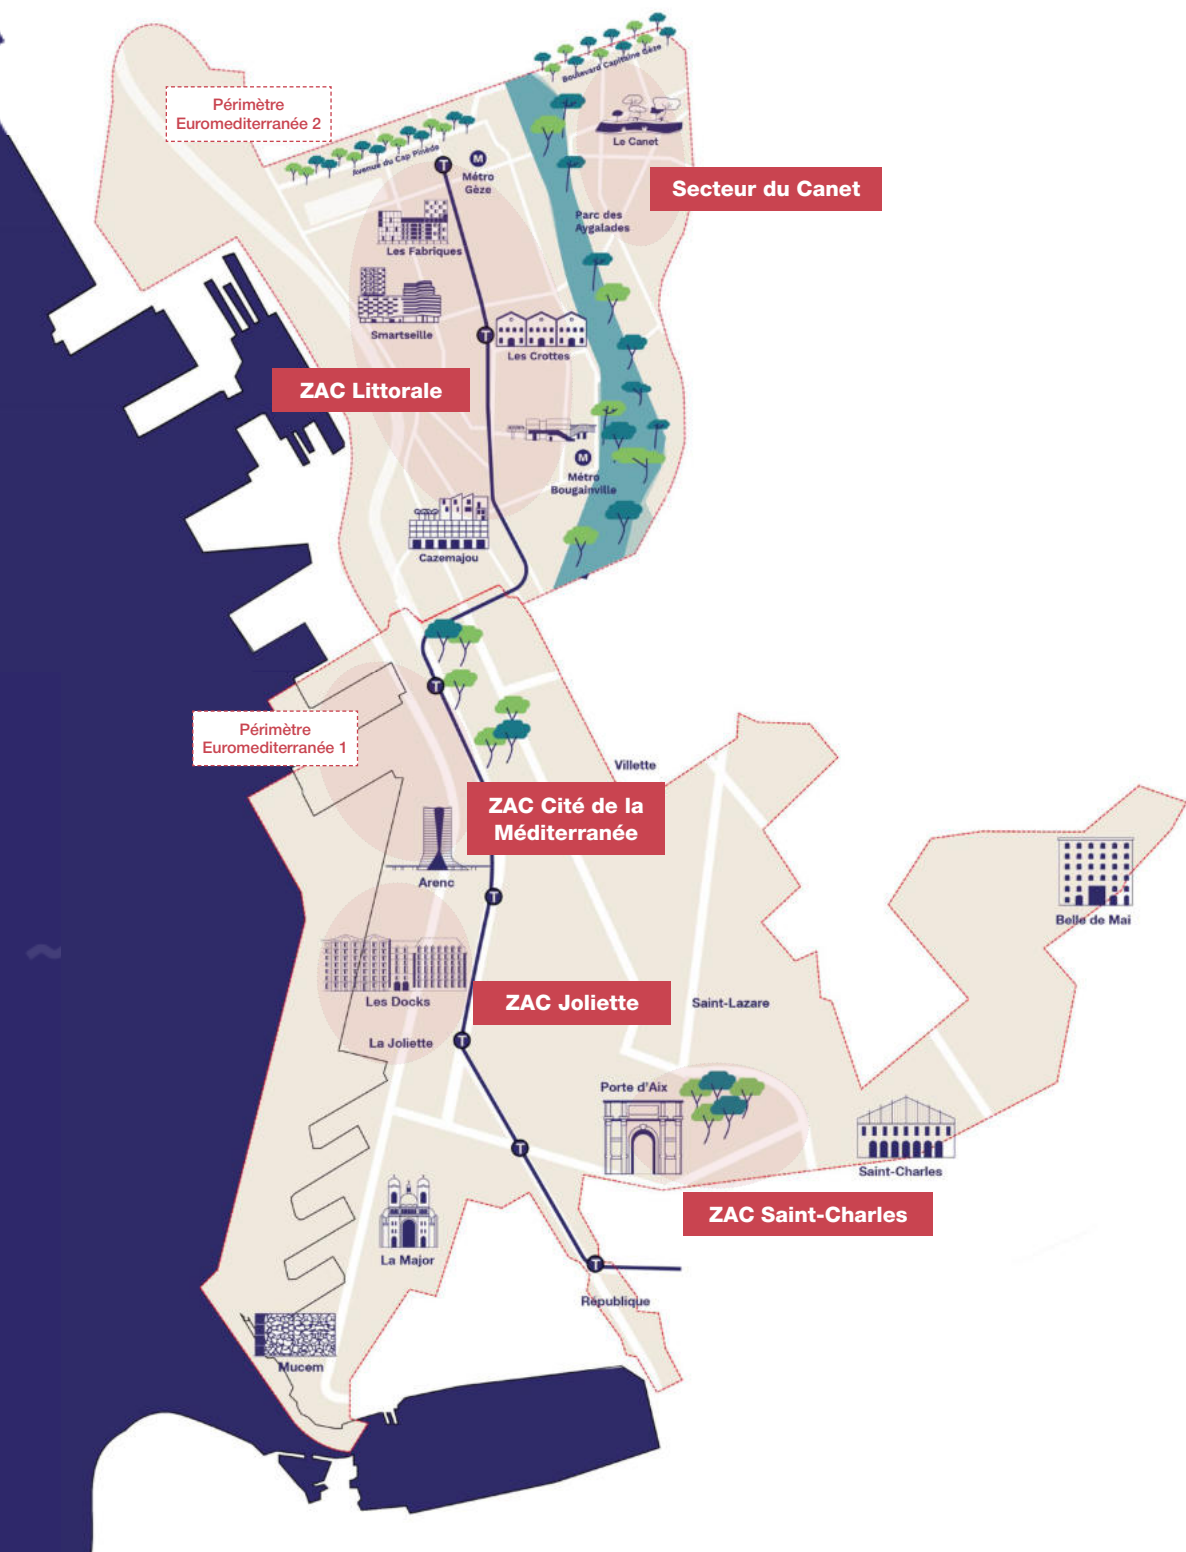 Boulevard Capitaine Gèze
Périmètre
Euromediterranée 2
Le Canet
Avenue du Cap Pinède
T
M
Métro
Gèze
Secteur du Canet
Parc des
Aygalades
Les Fabriques
Smartseille
T
Les Crottes
ZAC Littorale
M
Métro
Bougainville
Cazemajou
T
Périmètre
Euromediterranée 1
Villette
ZAC Cité de la
Méditerranée
Arenc
T
Belle de Mai
Les Docks
ZAC Joliette
Saint-Lazare
La Joliette
T
Porte d'Aix
T
Saint-Charles
ZAC Saint-Charles
La Major
T
République
Mucem